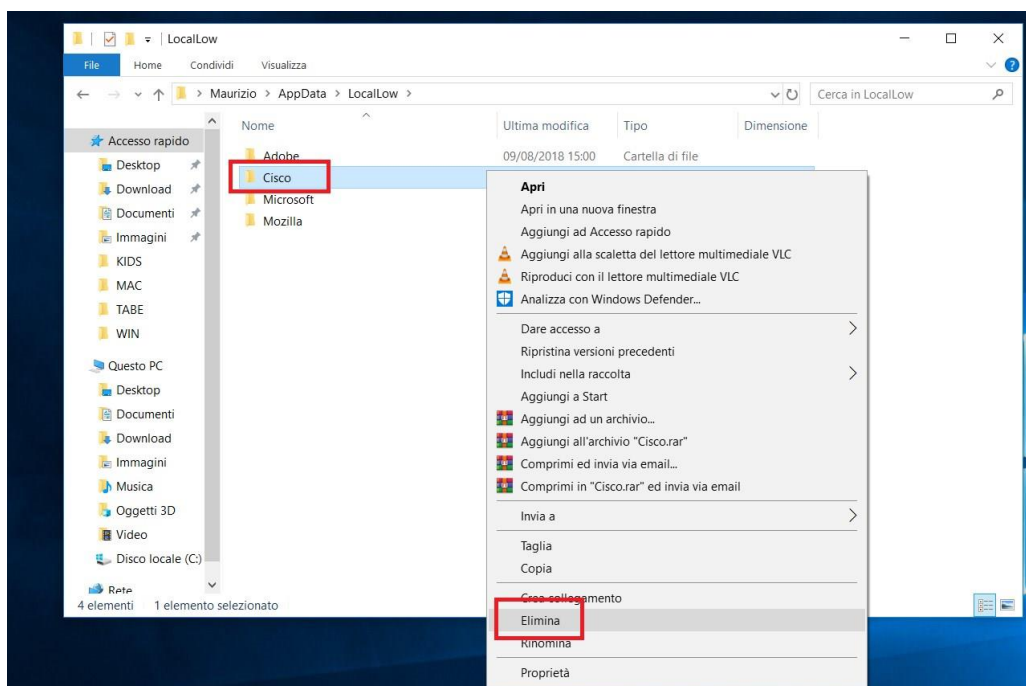 LocalLow
File Home Condividi Visualizza
Maurizio > AppData > LocalLow >
Cerca in LocalLow
Nome Ultima modifica Tipo Dimensione
Accesso rapido
Desktop
Download
Documenti
Immagini
KIDS
MAC
TABE
WIN
Questo PC
Desktop
Documenti
Download
Immagini
Musica
Oggetti 3D
Video
Disco locale (C:)
Rete
Adobe 09/08/2018 15:00 Cartella di file
Cisco
Microsoft
Mozilla
Apri
Apri in una nuova finestra
Aggiungi ad Accesso rapido
Aggiungi alla scaletta del lettore multimediale VLC
Riproduci con il lettore multimediale VLC
Analizza con Windows Defender...
Dare accesso a
Ripristina versioni precedenti
Includi nella raccolta
Aggiungi a Start
Aggiungi ad un archivio...
Aggiungi all'archivio "Cisco.rar"
Comprimi ed invia via email...
Comprimi in "Cisco.rar" ed invia via email
Invia a
Taglia
Copia
Crea collegamento
Elimina
Rinomina
Proprietà
4 elementi 1 elemento selezionato